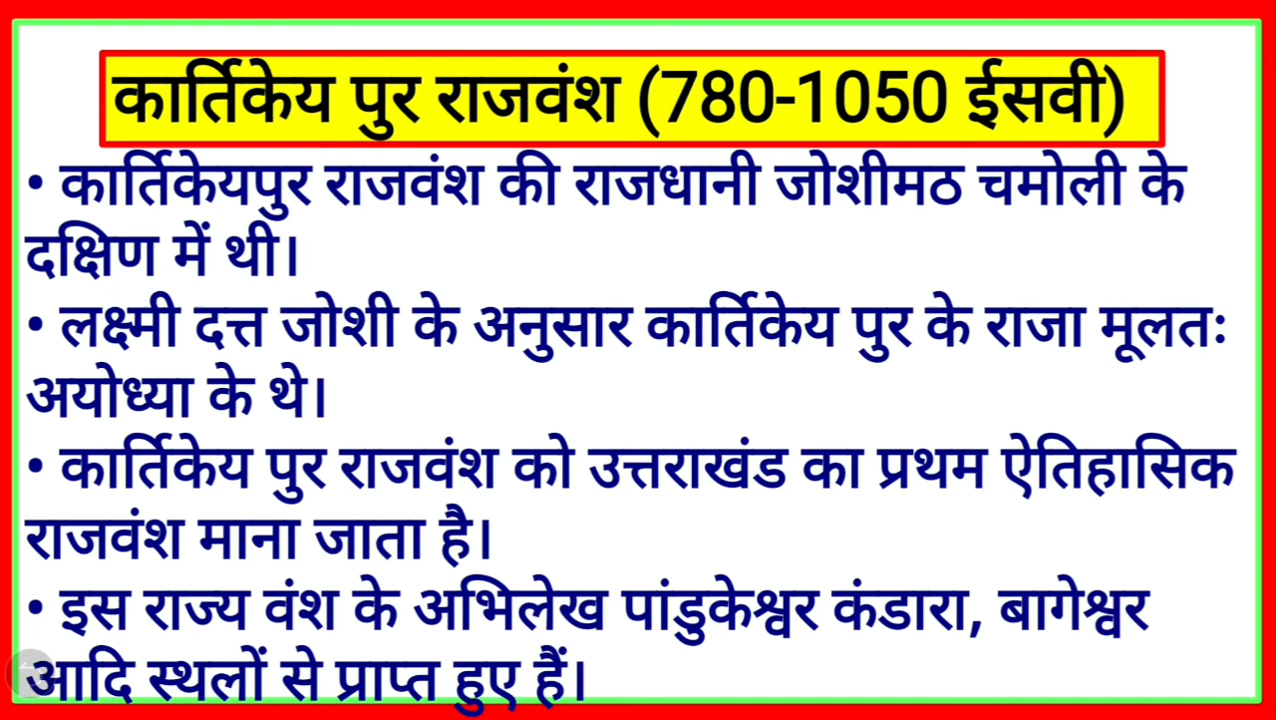 कार्तिकेय पुर राजवंश (780-1050 ईसवी)
• कार्तिकेयपुर राजवंश की राजधानी जोशीमठ चमोली के
दक्षिण में थी।
• लक्ष्मी दत्त जोशी के अनुसार कार्तिकेय पुर के राजा मूलतः
अयोध्या के थे।
• कार्तिकेय पुर राजवंश को उत्तराखंड का प्रथम ऐतिहासिक
राजवंश माना जाता है।
• इस राज्य वंश के अभिलेख पांडुकेश्वर कंडारा, बागेश्वर
आदि स्थलों से प्राप्त हुए हैं।